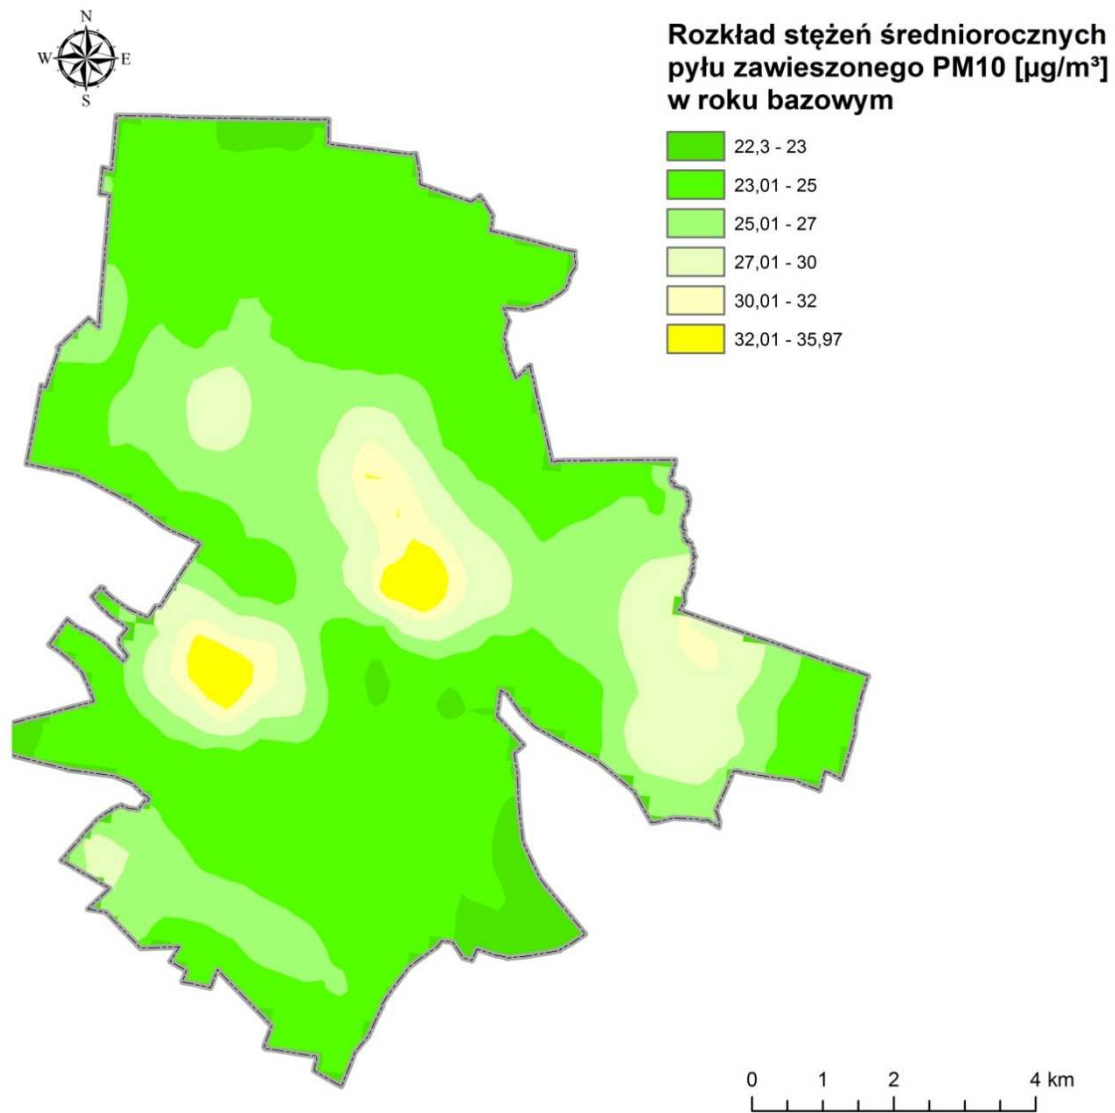 N
W E
S
Rozkład stężeń średniorocznych
pyłu zawieszonego PM10 [µg/m³]
w roku bazowym
22,3 - 23
23,01 - 25
25,01 - 27
27,01 - 30
30,01 - 32
32,01 - 35,97
0 1 2 4 km